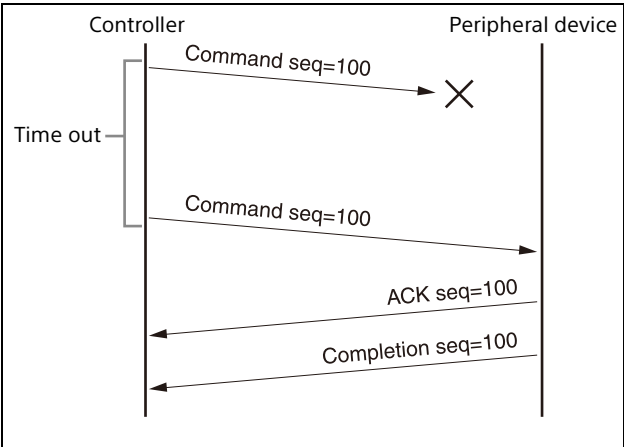 Controller
Peripheral device
Command seq=100
Time out
Command seq=100
ACK seq=100
Completion seq=100